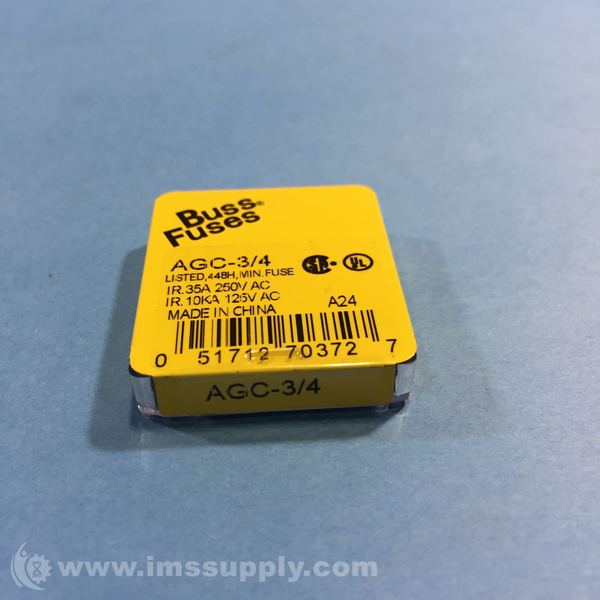 Buss®
Fuses
AGC-3/4
LISTED,448H,MIN.FUSE
IR.35A 250V AC
IR.10KA 125V AC
MADE IN CHINA
A24
0 51712 70372 7
AGC-3/4
www.imssupply.com